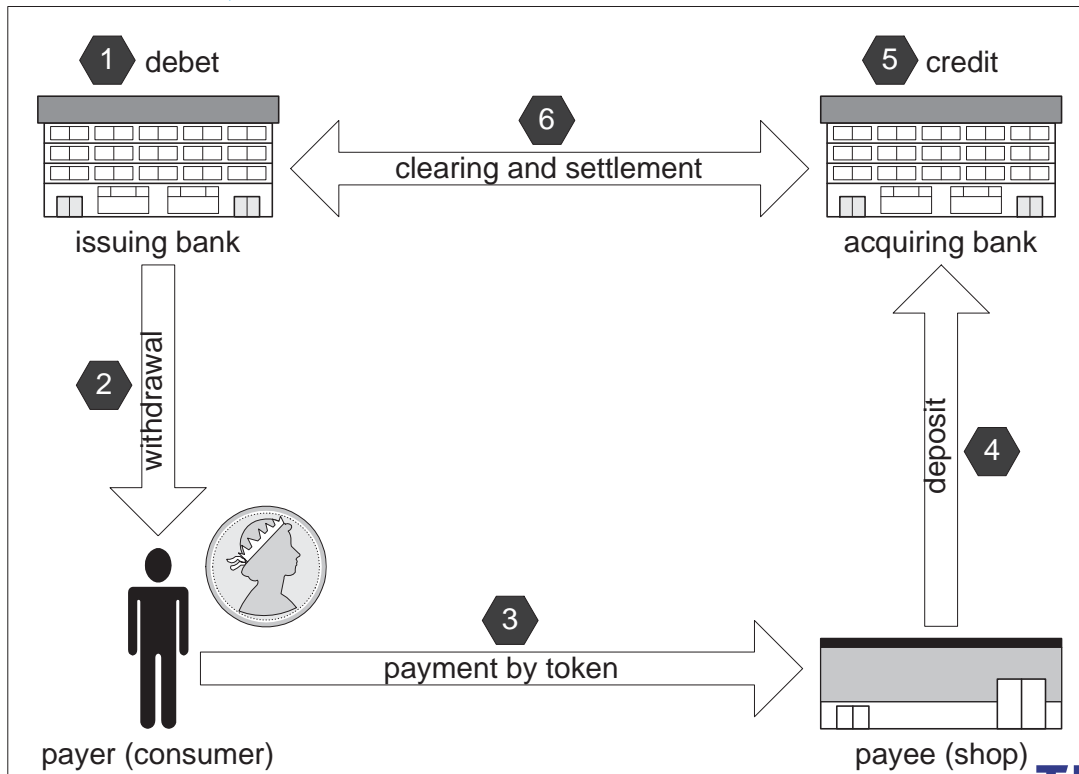 1 debet
5 credit
6
clearing and settlement
issuing bank
acquiring bank
2
withdrawal
deposit
4
3
payment by token
payer (consumer)
payee (shop)